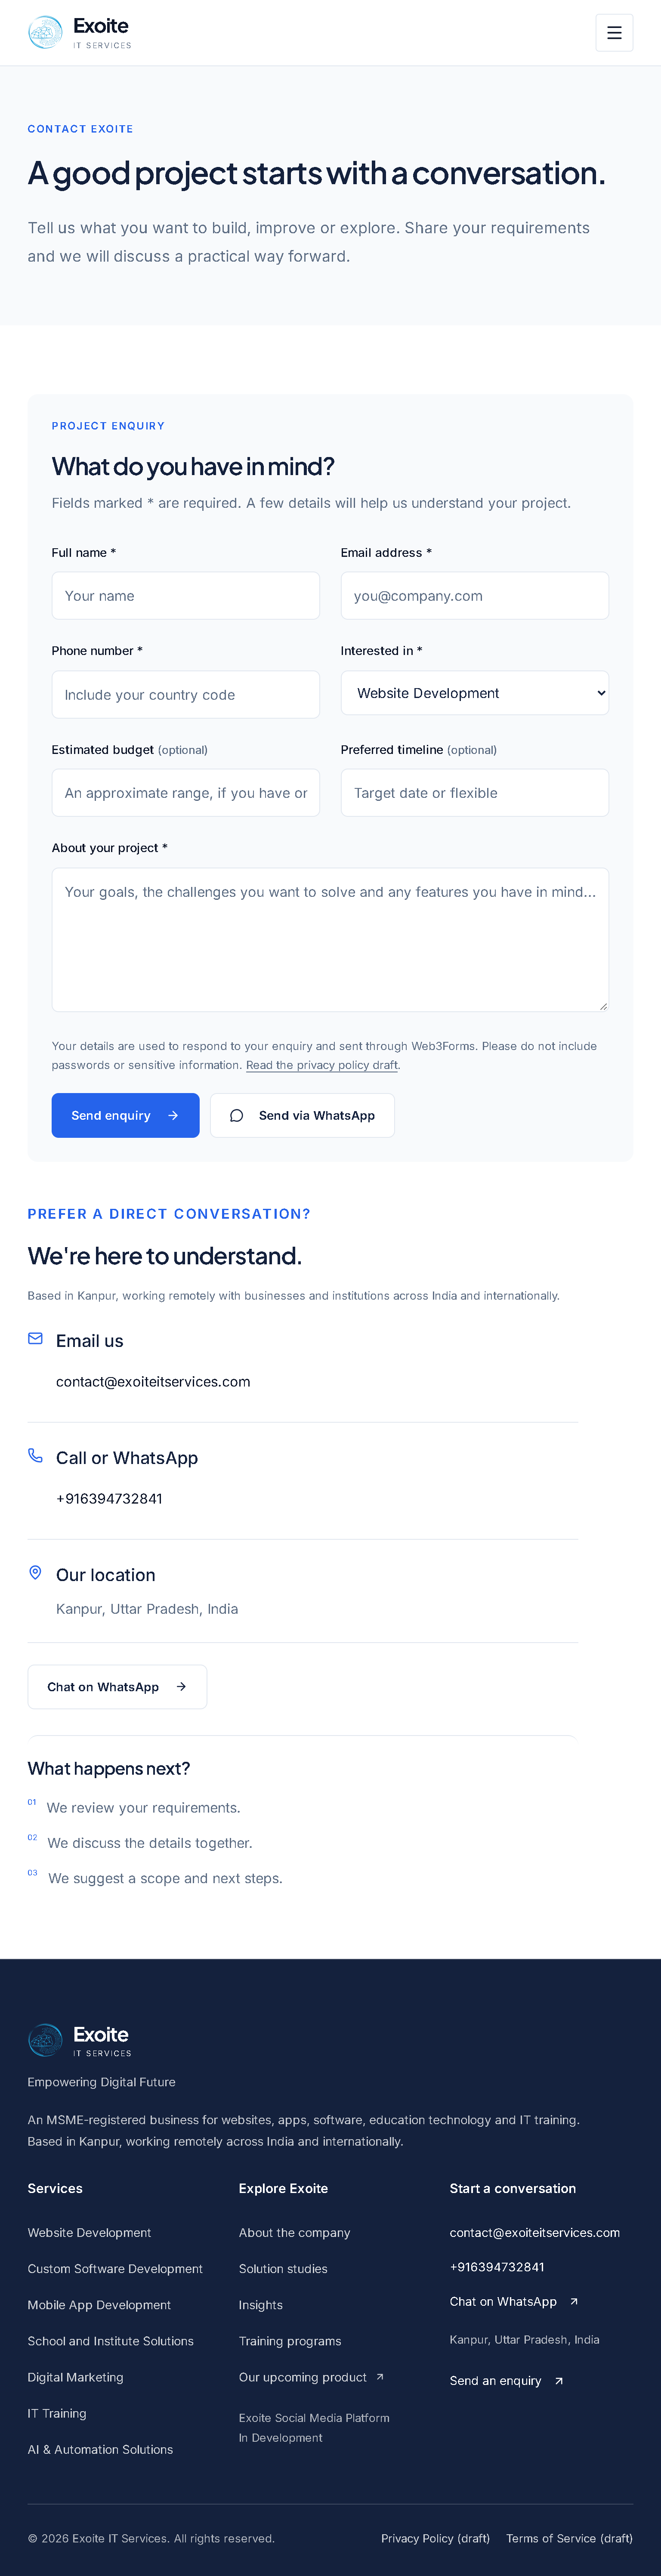 Exoite
IT SERVICES
CONTACT EXOITE
A good project starts with a conversation.
Tell us what you want to build, improve or explore. Share your requirements
and we will discuss a practical way forward.
PROJECT ENQUIRY
What do you have in mind?
Fields marked * are required. A few details will help us understand your project.
Full name *
Email address *
Your name
you@company.com
Phone number *
Interested in *
Include your country code
Website Development
Estimated budget (optional)
Preferred timeline (optional)
An approximate range, if you have or
Target date or flexible
About your project *
Your goals, the challenges you want to solve and any features you have in mind...
Your details are used to respond to your enquiry and sent through Web3Forms. Please do not include
passwords or sensitive information. Read the privacy policy draft.
Send enquiry
Send via WhatsApp
PREFER A DIRECT CONVERSATION?
We're here to understand.
Based in Kanpur, working remotely with businesses and institutions across India and internationally.
Email us
contact@exoiteitservices.com
Call or WhatsApp
+916394732841
Our location
Kanpur, Uttar Pradesh, India
Chat on WhatsApp
What happens next?
01 We review your requirements.
02 We discuss the details together.
03 We suggest a scope and next steps.
Exoite
IT SERVICES
Empowering Digital Future
An MSME-registered business for websites, apps, software, education technology and IT training.
Based in Kanpur, working remotely across India and internationally.
Services
Website Development
Custom Software Development
Mobile App Development
School and Institute Solutions
Digital Marketing
IT Training
AI & Automation Solutions
Explore Exoite
About the company
Solution studies
Insights
Training programs
Our upcoming product
Exoite Social Media Platform
In Development
Start a conversation
contact@exoiteitservices.com
+916394732841
Chat on WhatsApp
Kanpur, Uttar Pradesh, India
Send an enquiry
© 2026 Exoite IT Services. All rights reserved.
Privacy Policy (draft)
Terms of Service (draft)